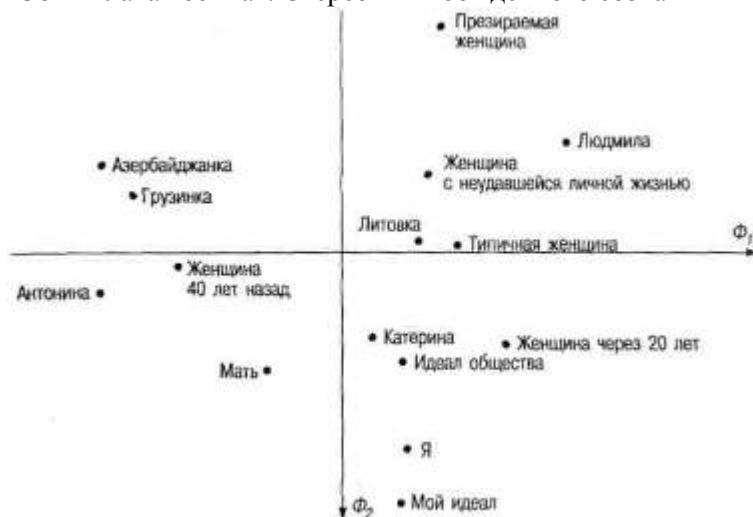 Презираемая
женщина
Людмила
Азербайджанка
Женщина
с неудавшейся личной жизнью
Грузинка
Литовка
Ф1
Типичная женщина
Женщина
40 лет назад
Антонина
Катерина
Женщина через 20 лет
Идеал общества
Мать
Я
Ф2
Мой идеал